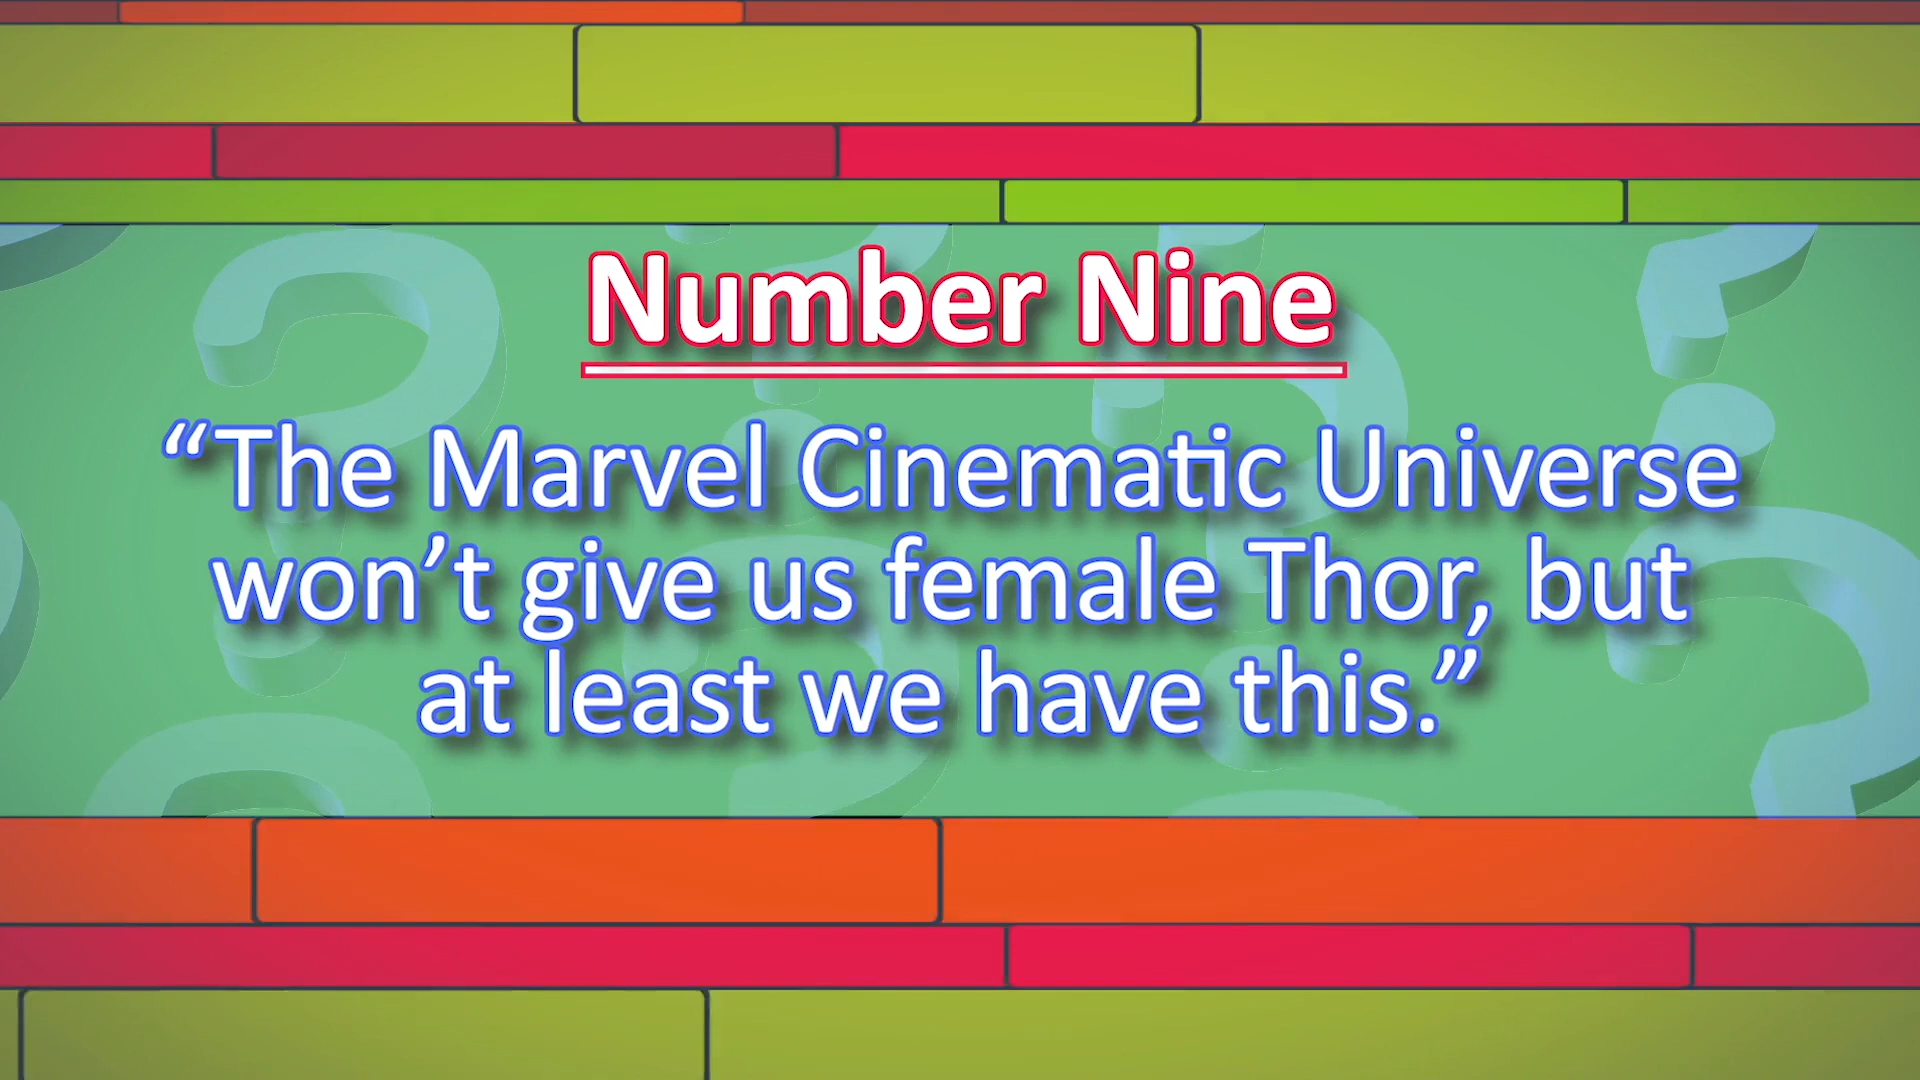 Number Nine
“The Marvel Cinematic Universe
won’t give us female Thor, but
at least we have this.”